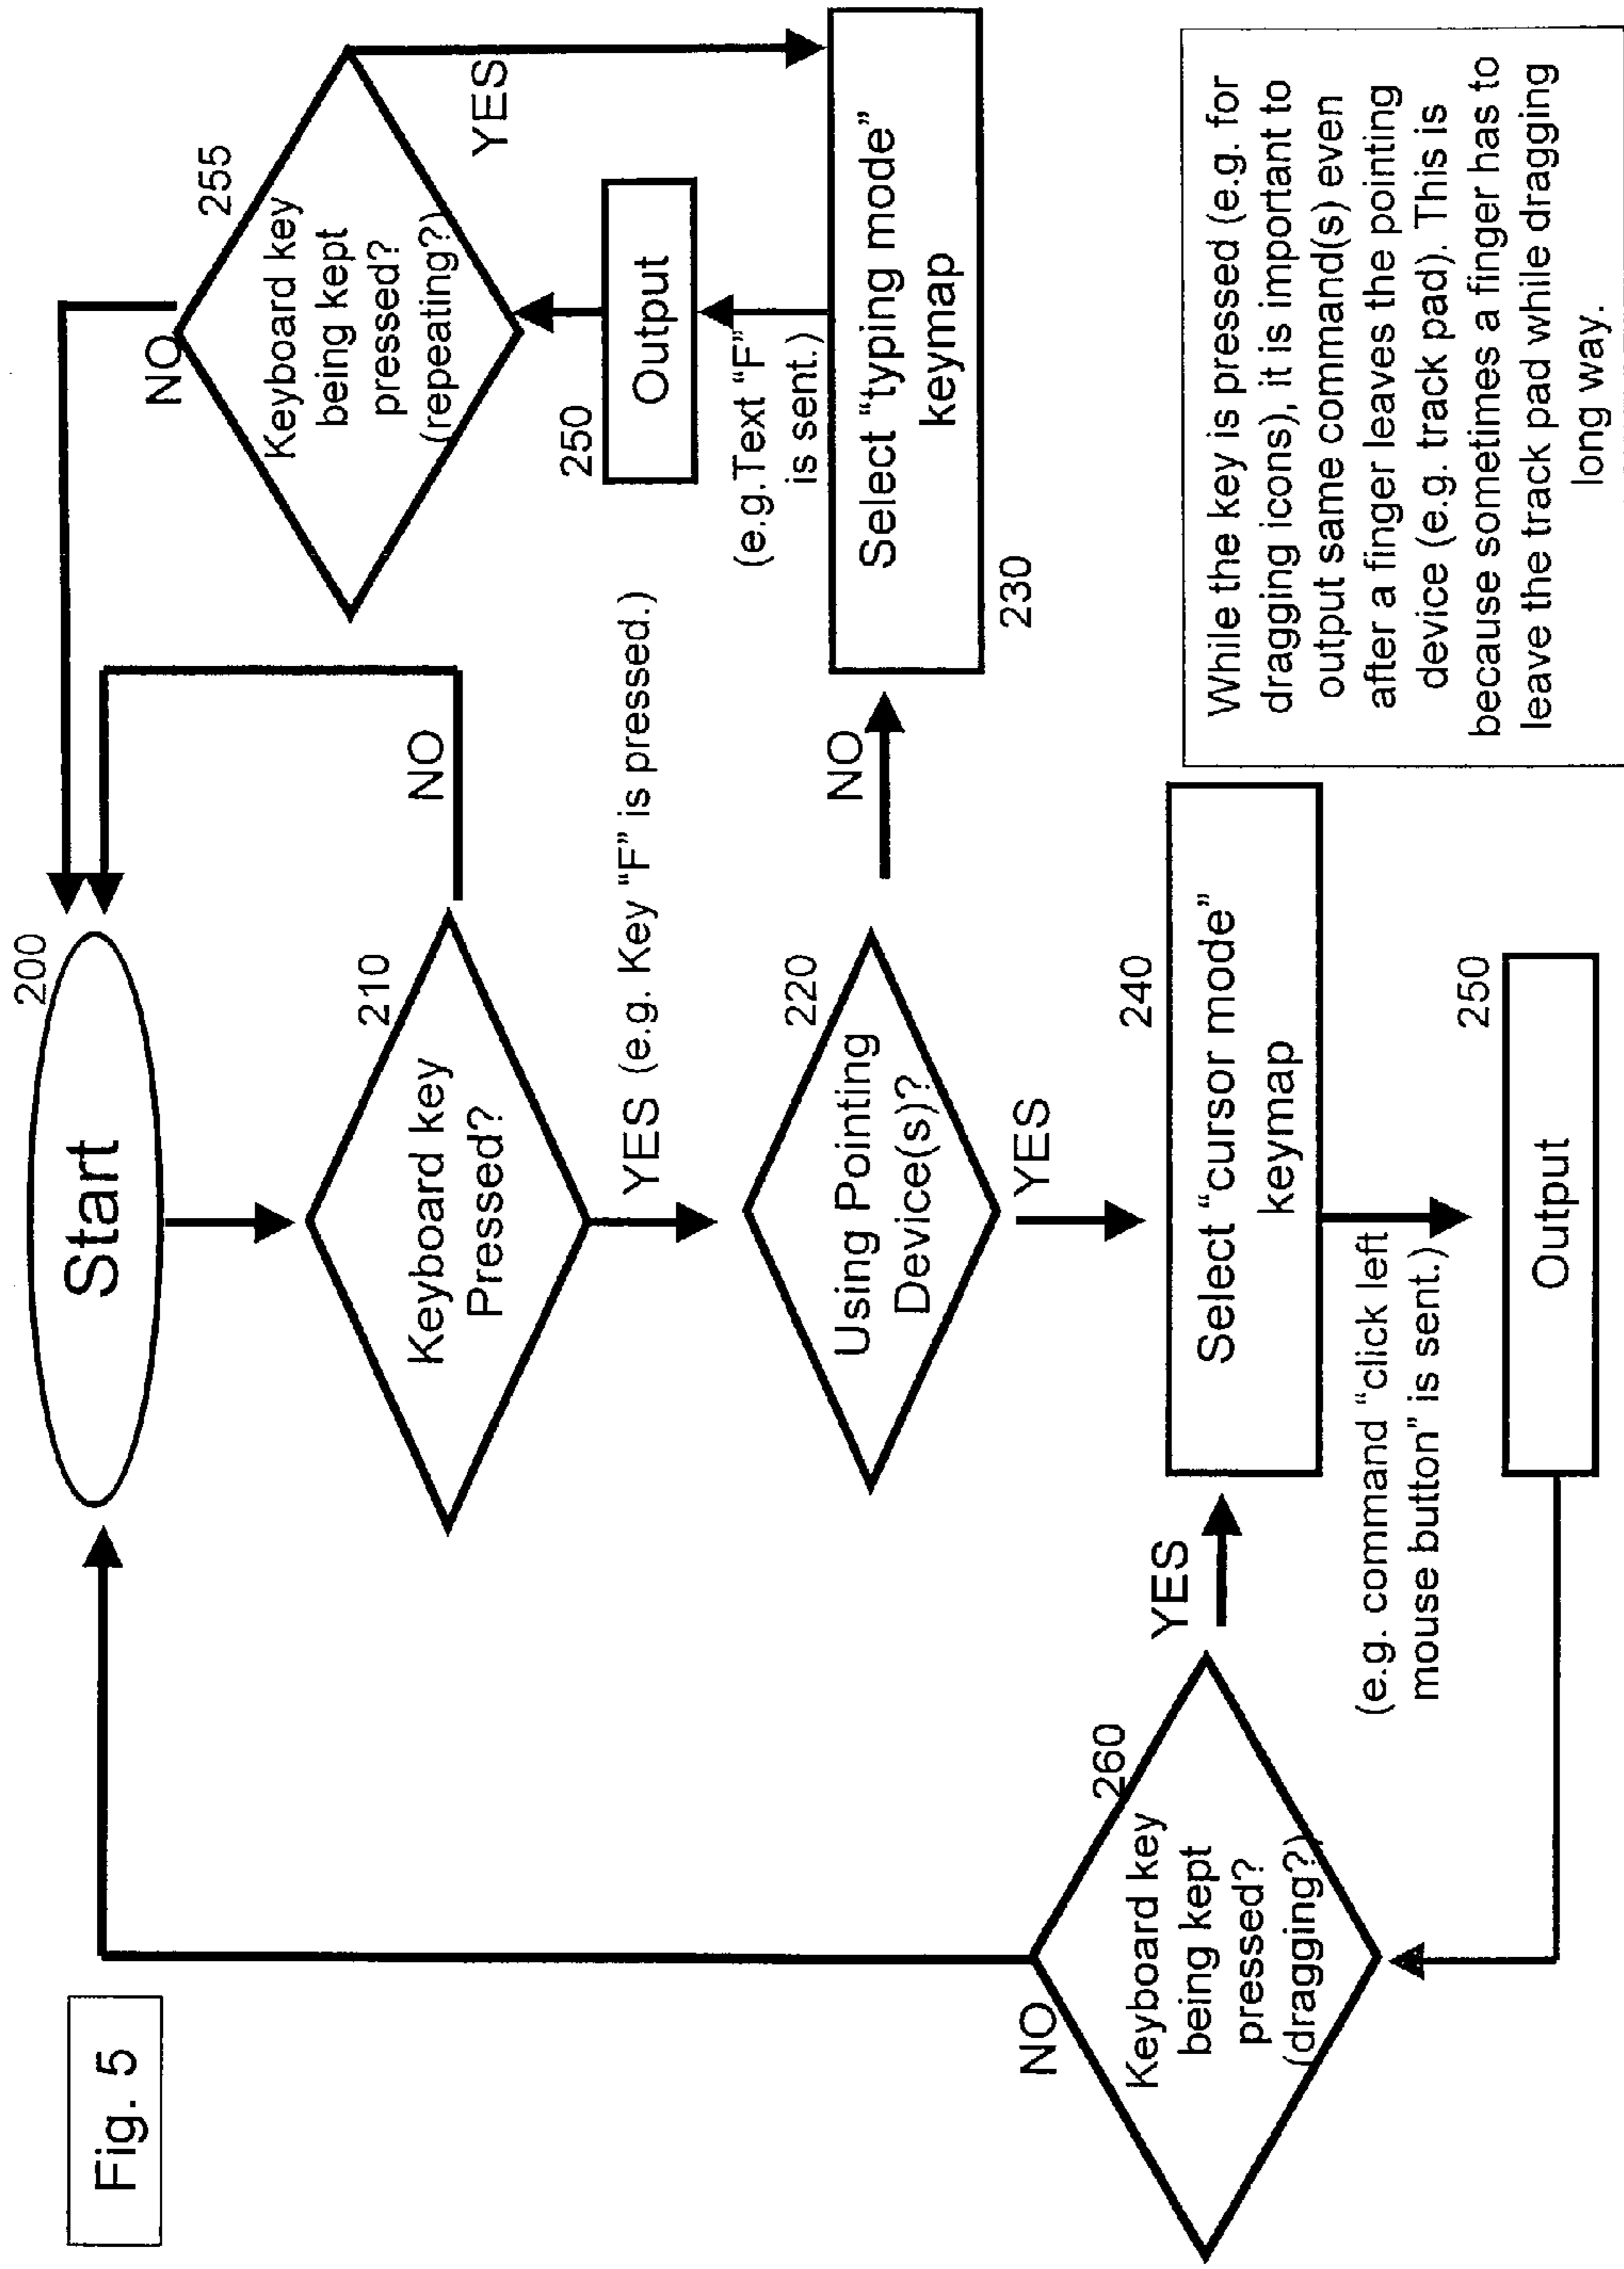 Fig. 5
200
Start
210
Keyboard key
Pressed?
NO
YES (e.g. Key “F” is pressed.)
220
Using Pointing
Device(s)?
NO
YES
240
Select “cursor mode”
keymap
(e.g. command “click left
mouse button” is sent.)
250
Output
260
Keyboard key
being kept
pressed?
(dragging?)
YES
NO
255
Keyboard key
being kept
pressed?
(repeating?)
NO
YES
250
Output
(e.g.Text “F”
is sent.)
Select “typing mode”
keymap
230
While the key is pressed (e.g. for
dragging icons), it is important to
output same command(s) even
after a finger leaves the pointing
device (e.g. track pad). This is
because sometimes a finger has to
leave the track pad while dragging
long way.